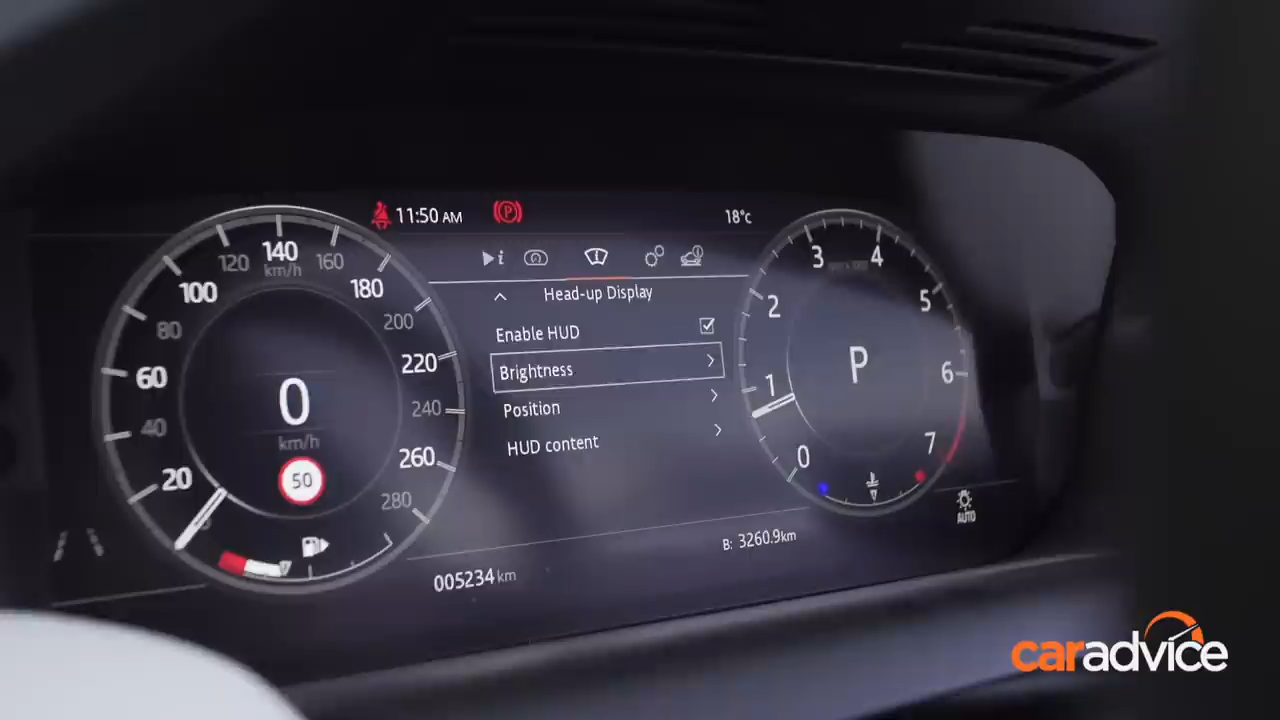 11:50 AM
P
18°c
i
i
Head-up Display
Enable HUD
Brightness
Position
HUD content
20
40
60
80
100
120
140
km/h
160
180
200
220
240
260
280
0
km/h
50
0
1
2
3
4
5
6
7
P
AUTO
005234 km
B: 3260.9km
caradvice